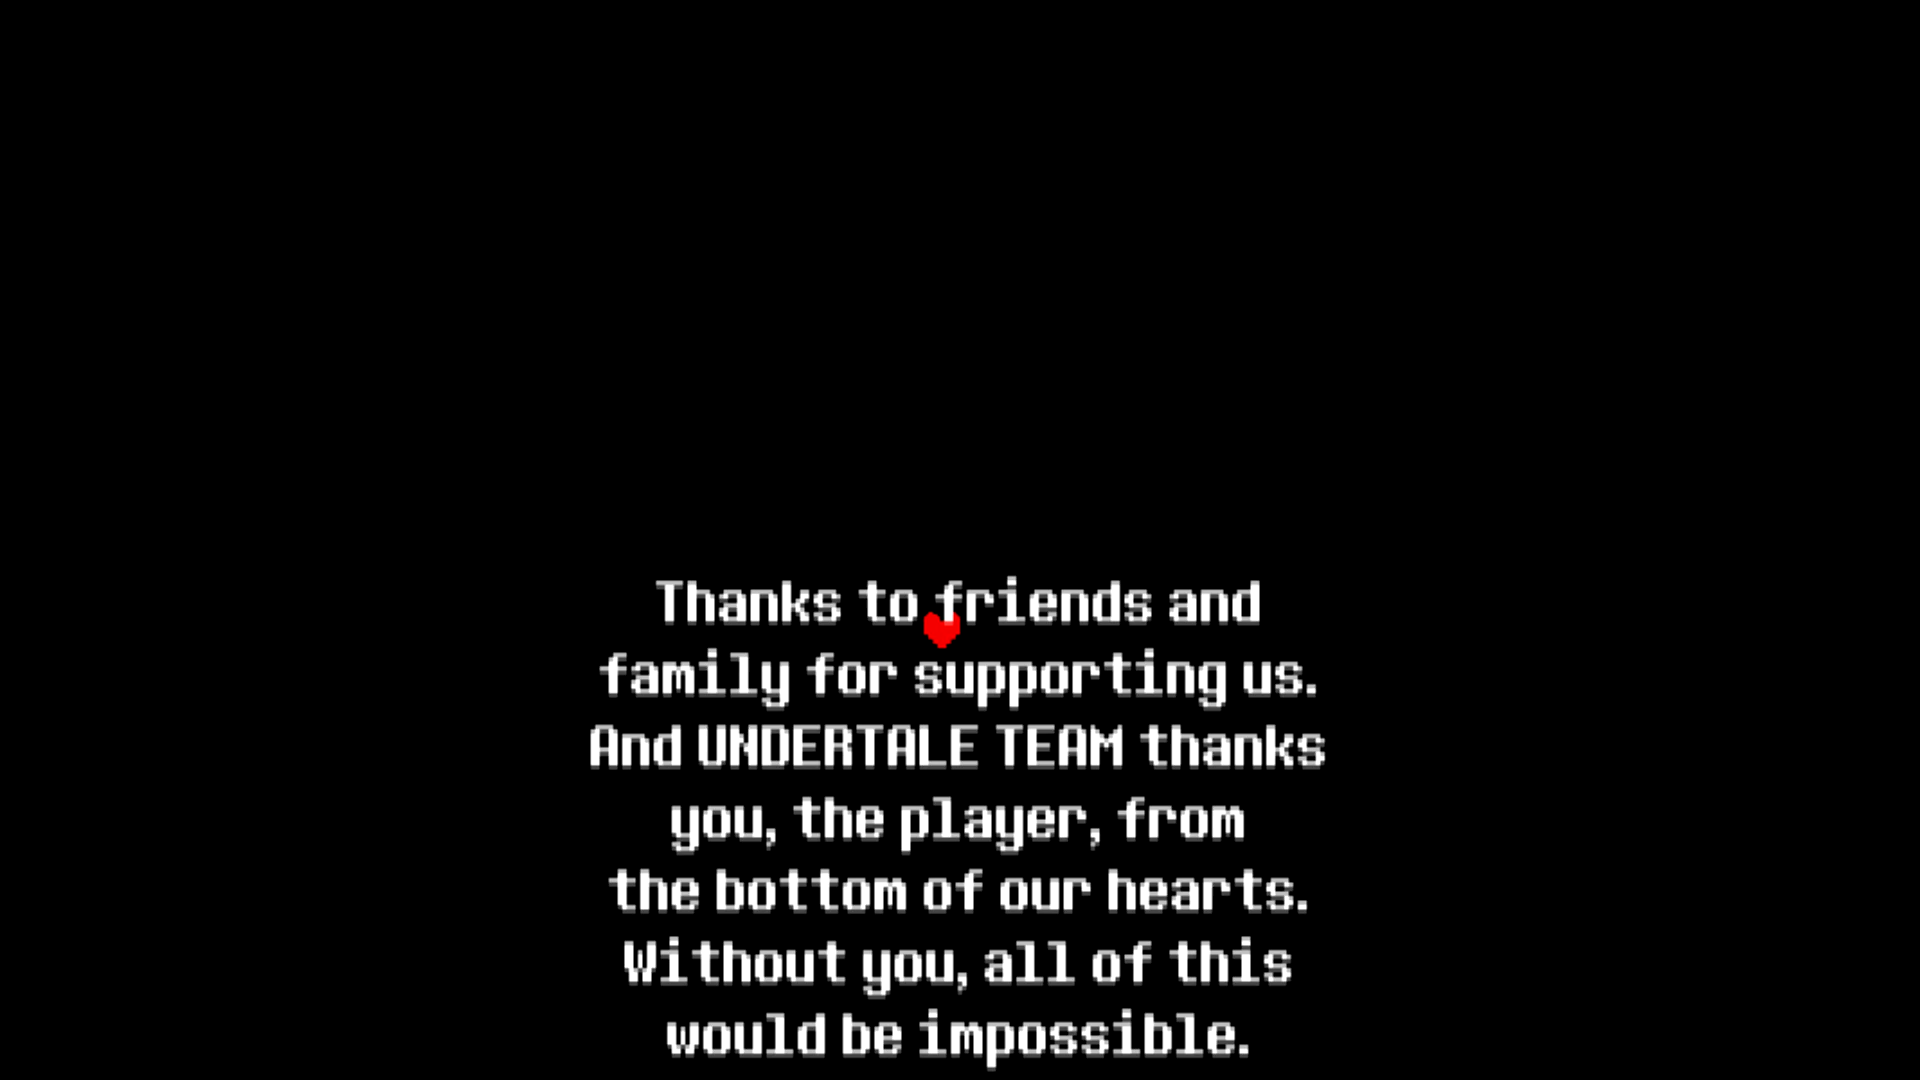 Thanks to friends and
family for supporting us.
And UNDERTALE TEAM thanks
you, the player, from
the bottom of our hearts.
Without you, all of this
would be impossible.